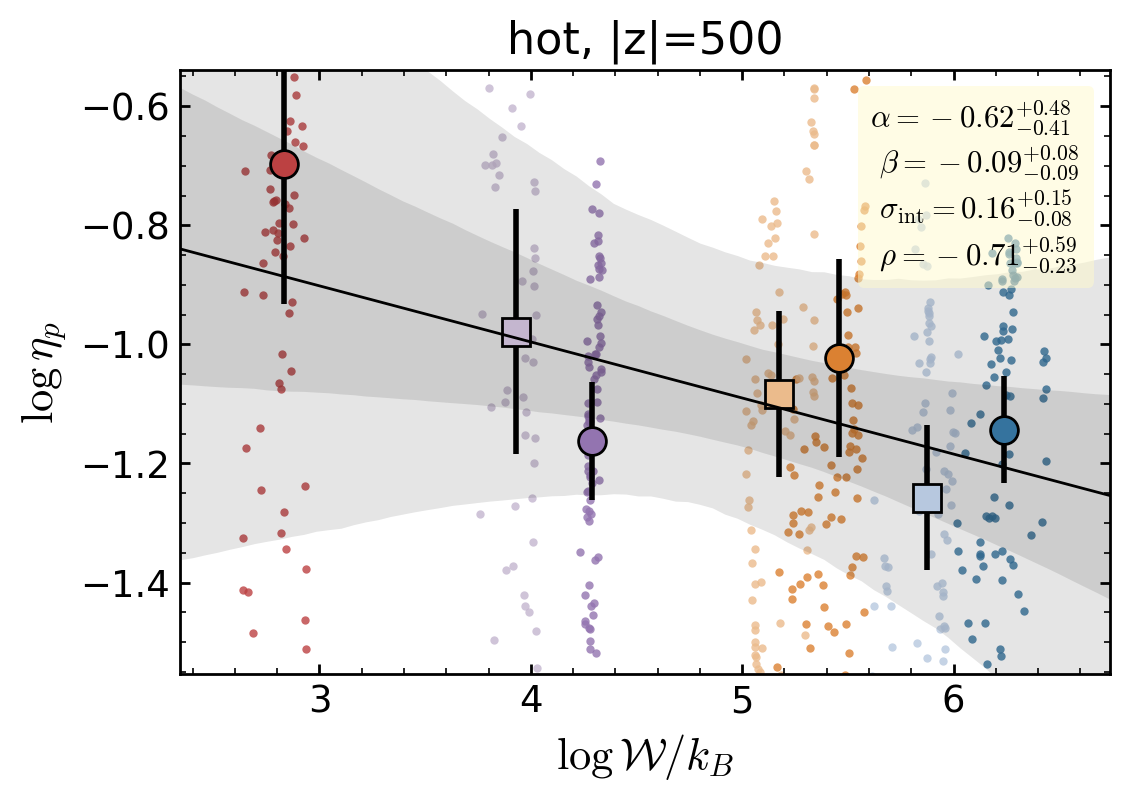 hot, |z|=500
α = −0.62^{+0.48}_{−0.41}
β = −0.09^{+0.08}_{−0.09}
σ_{int} = 0.16^{+0.15}_{−0.08}
ρ = −0.71^{+0.59}_{−0.23}
log η_p
−0.6
−0.8
−1.0
−1.2
−1.4
3 4 5 6
log 𝒲/k_B